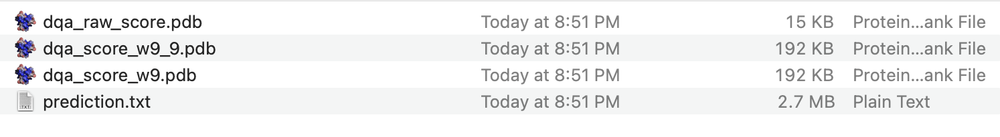 dqa_raw_score.pdb Today at 8:51 PM 15 KB Protein...ank File
dqa_score_w9_9.pdb Today at 8:51 PM 192 KB Protein...ank File
dqa_score_w9.pdb Today at 8:51 PM 192 KB Protein...ank File
TXT prediction.txt Today at 8:51 PM 2.7 MB Plain Text